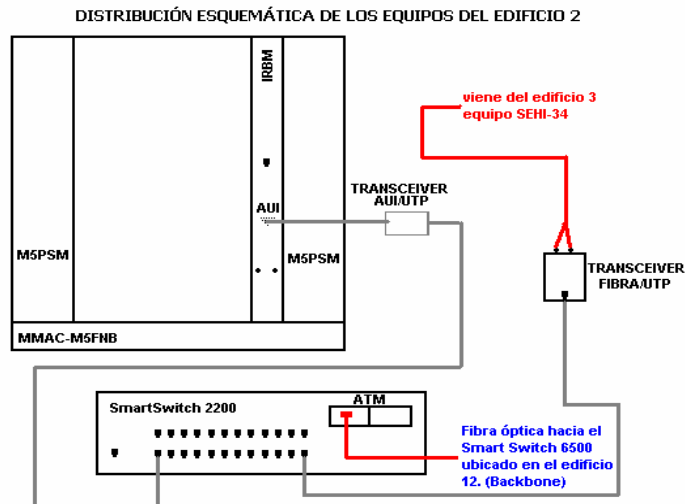 DISTRIBUCIÓN ESQUEMÁTICA DE LOS EQUIPOS DEL EDIFICIO 2
IRBM
viene del edificio 3
equipo SEHI-34
TRANSCEIVER
AUI/UTP
AUI
M5PSM
M5PSM
TRANSCEIVER
FIBRA/UTP
MMAC-M5FNB
SmartSwitch 2200
ATM
Fibra óptica hacia el
Smart Switch 6500
ubicado en el edificio
12. (Backbone)